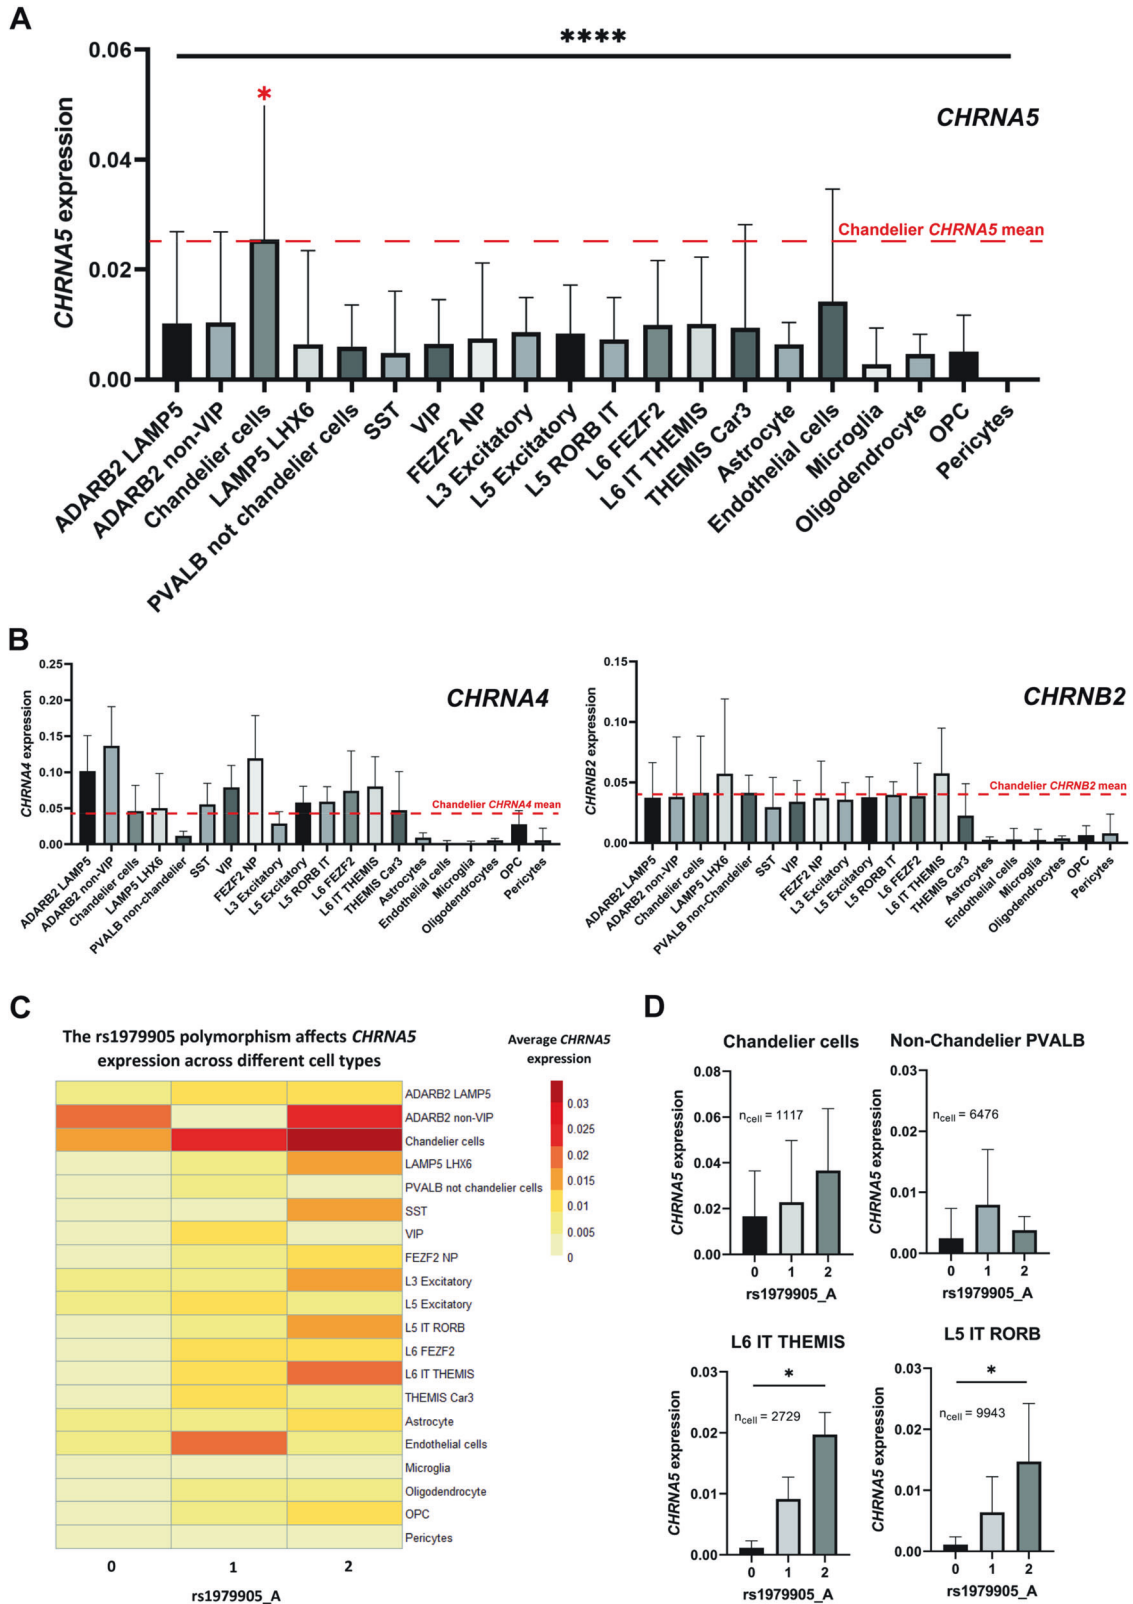 A
****
0.06
*
CHRNA5
0.04
CHRNA5 expression
Chandelier CHRNA5 mean
0.02
0.00
ADARB2 LAMP5
ADARB2 non-VIP
Chandelier cells
LAMP5 LHX6
PVALB not chandelier cells
SST
VIP
FEZF2 NP
L3 Excitatory
L5 Excitatory
L5 RORB IT
L6 FEZF2
L6 IT THEMIS
THEMIS Car3
Astrocyte
Endothelial cells
Microglia
Oligodendrocyte
OPC
Pericytes
B
CHRNA4
CHRNA4 expression
0.25
0.20
0.15
0.10
0.05
0.00
Chandelier CHRNA4 mean
ADARB2 LAMP5
ADARB2 non-VIP
Chandelier cells
LAMP5 LHX6
PVALB non-chandelier
SST
VIP
FEZF2 NP
L3 Excitatory
L5 Excitatory
L5 RORB IT
L6 FEZF2
L6 IT THEMIS
THEMIS Car3
Astrocytes
Endothelial cells
Microglia
Oligodendrocytes
OPC
Pericytes
CHRNB2
CHRNB2 expression
0.15
0.10
0.05
0.00
Chandelier CHRNB2 mean
ADARB2 LAMP5
ADARB2 non-VIP
Chandelier cells
LAMP5 LHX6
PVALB non-Chandelier
SST
VIP
FEZF2 NP
L3 Excitatory
L5 Excitatory
L5 RORB IT
L6 FEZF2
L6 IT THEMIS
THEMIS Car3
Astrocytes
Endothelial cells
Microglia
Oligodendrocytes
OPC
Pericytes
C
The rs1979905 polymorphism affects CHRNA5
expression across different cell types
Average CHRNA5
expression
0.03
0.025
0.02
0.015
0.01
0.005
0
ADARB2 LAMP5
ADARB2 non-VIP
Chandelier cells
LAMP5 LHX6
PVALB not chandelier cells
SST
VIP
FEZF2 NP
L3 Excitatory
L5 Excitatory
L5 IT RORB
L6 FEZF2
L6 IT THEMIS
THEMIS Car3
Astrocyte
Endothelial cells
Microglia
Oligodendrocyte
OPC
Pericytes
0 1 2
rs1979905_A
D
Chandelier cells
CHRNA5 expression
0.08
0.06
0.04
0.02
0.00
ncell = 1117
0 1 2
rs1979905_A
Non-Chandelier PVALB
CHRNA5 expression
0.03
0.02
0.01
0.00
ncell = 6476
0 1 2
rs1979905_A
L6 IT THEMIS
CHRNA5 expression
0.03
0.02
0.01
0.00
*
ncell = 2729
0 1 2
rs1979905_A
L5 IT RORB
CHRNA5 expression
0.03
0.02
0.01
0.00
*
ncell = 9943
0 1 2
rs1979905_A